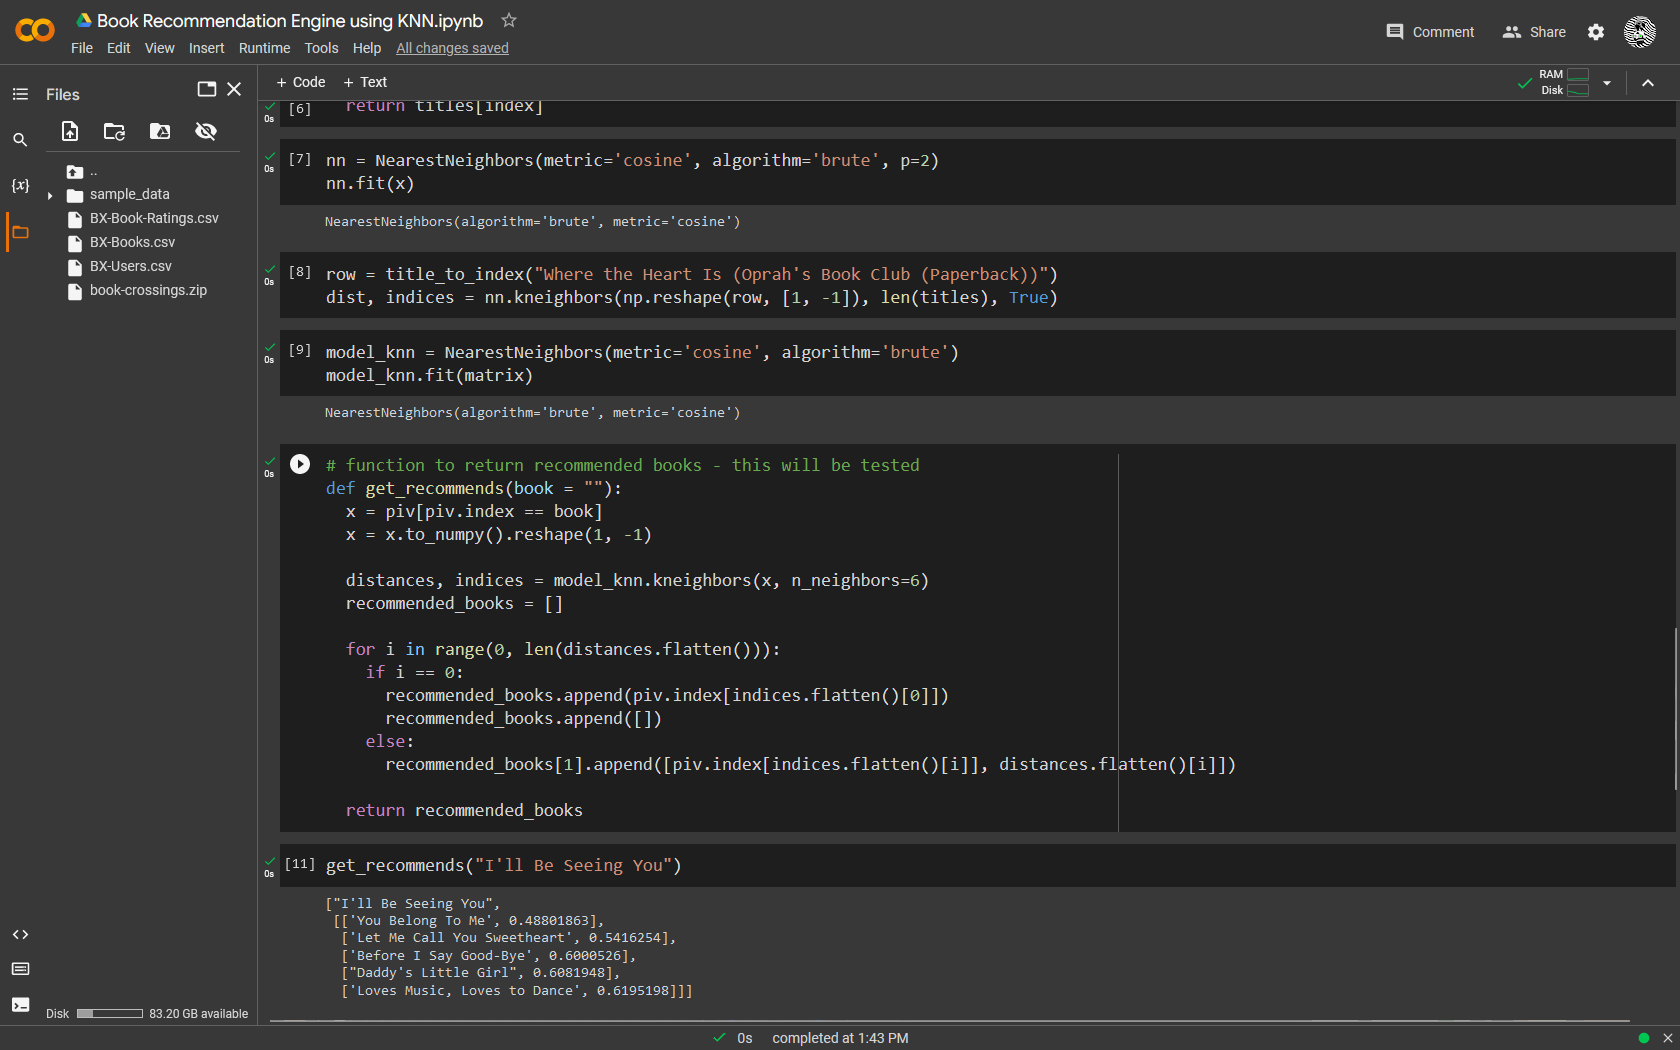 Book Recommendation Engine using KNN.ipynb
File Edit View Insert Runtime Tools Help All changes saved
Comment Share
Files
+ Code + Text
RAM
Disk
..
sample_data
BX-Book-Ratings.csv
BX-Books.csv
BX-Users.csv
book-crossings.zip
{x}
Disk 83.20 GB available
0s
[6] return titles[index]
0s
[7] nn = NearestNeighbors(metric='cosine', algorithm='brute', p=2)
nn.fit(x)
NearestNeighbors(algorithm='brute', metric='cosine')
0s
[8] row = title_to_index("Where the Heart Is (Oprah's Book Club (Paperback))")
dist, indices = nn.kneighbors(np.reshape(row, [1, -1]), len(titles), True)
0s
[9] model_knn = NearestNeighbors(metric='cosine', algorithm='brute')
model_knn.fit(matrix)
NearestNeighbors(algorithm='brute', metric='cosine')
0s
# function to return recommended books - this will be tested
def get_recommends(book = ""):
x = piv[piv.index == book]
x = x.to_numpy().reshape(1, -1)
distances, indices = model_knn.kneighbors(x, n_neighbors=6)
recommended_books = []
for i in range(0, len(distances.flatten())):
if i == 0:
recommended_books.append(piv.index[indices.flatten()[0]])
recommended_books.append([])
else:
recommended_books[1].append([piv.index[indices.flatten()[i]], distances.flatten()[i]])
return recommended_books
0s
[11] get_recommends("I'll Be Seeing You")
["I'll Be Seeing You",
[['You Belong To Me', 0.48801863],
['Let Me Call You Sweetheart', 0.5416254],
['Before I Say Good-Bye', 0.6000526],
["Daddy's Little Girl", 0.6081948],
['Loves Music, Loves to Dance', 0.6195198]]]
0s completed at 1:43 PM